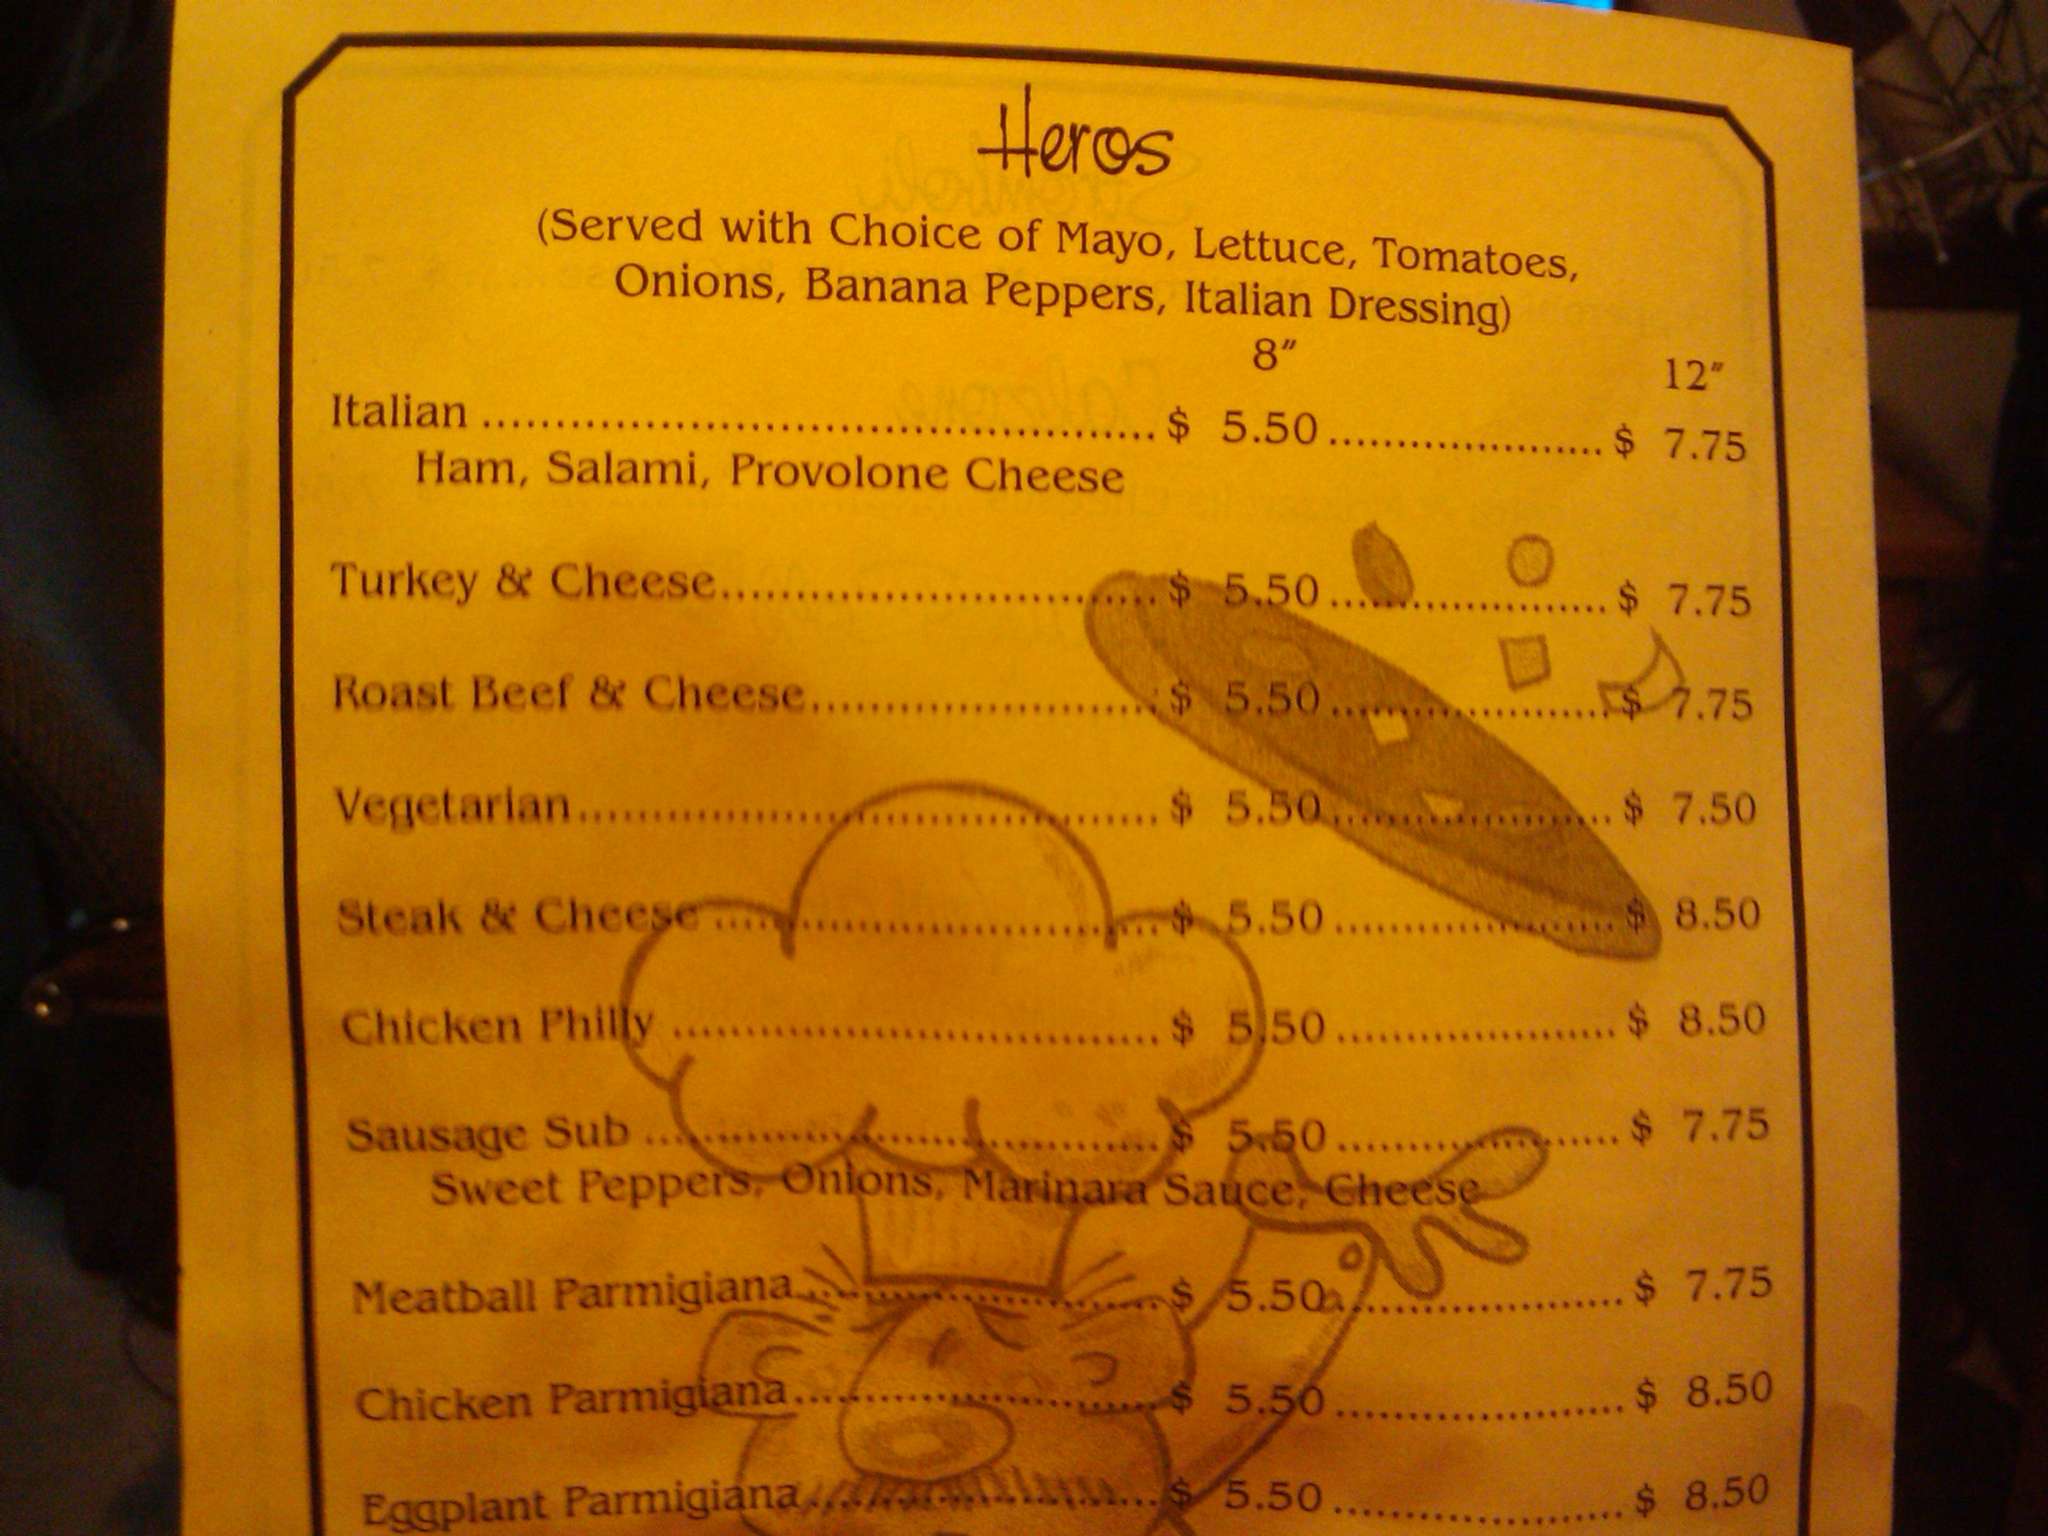 Heros
(Served with Choice of Mayo, Lettuce, Tomatoes,
Onions, Banana Peppers, Italian Dressing)
8" 12"
Italian ............................................. $ 5.50 .................... $ 7.75
Ham, Salami, Provolone Cheese
Turkey & Cheese.............................. $ 5.50 .................... $ 7.75
Roast Beef & Cheese........................ $ 5.50 .................... $ 7.75
Vegetarian....................................... $ 5.50 .................... $ 7.50
Steak & Cheese .............................. $ 5.50 .................... $ 8.50
Chicken Philly ................................. $ 5.50 .................... $ 8.50
Sausage Sub ................................... $ 5.50 .................... $ 7.75
Sweet Peppers, Onions, Marinara Sauce, Cheese
Meatball Parmigiana......................... $ 5.50 .................... $ 7.75
Chicken Parmigiana......................... $ 5.50 .................... $ 8.50
Eggplant Parmigiana........................ $ 5.50 .................... $ 8.50